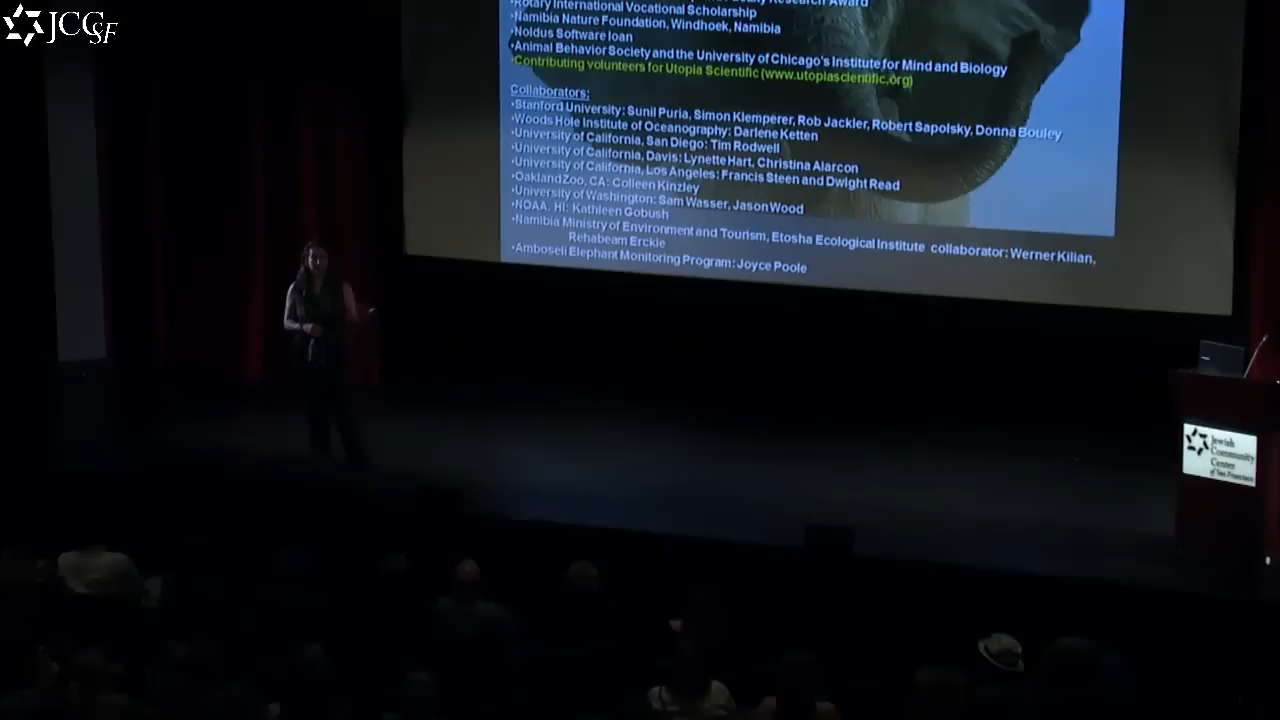 JCCSF
Faculty Research Award
•Rotary International Vocational Scholarship
•Namibia Nature Foundation, Windhoek, Namibia
•Noldus Software loan
•Animal Behavior Society and the University of Chicago's Institute for Mind and Biology
•Contributing volunteers for Utopia Scientific (www.utopiascientific.org)
Collaborators:
•Stanford University: Sunil Puria, Simon Klemperer, Rob Jackler, Robert Sapolsky, Donna Bouley
•Woods Hole Institute of Oceanography: Darlene Ketten
•University of California, San Diego: Tim Rodwell
•University of California, Davis: Lynette Hart, Christina Alarcon
•University of California, Los Angeles: Francis Steen and Dwight Read
•Oakland Zoo, CA: Colleen Kinzley
•University of Washington: Sam Wasser, Jason Wood
•NOAA, HI: Kathleen Gobush
•Namibia Ministry of Environment and Tourism, Etosha Ecological Institute collaborator: Werner Kilian,
Rehabeam Erckie
•Amboseli Elephant Monitoring Program: Joyce Poole
Jewish
Community
Center
of San Francisco